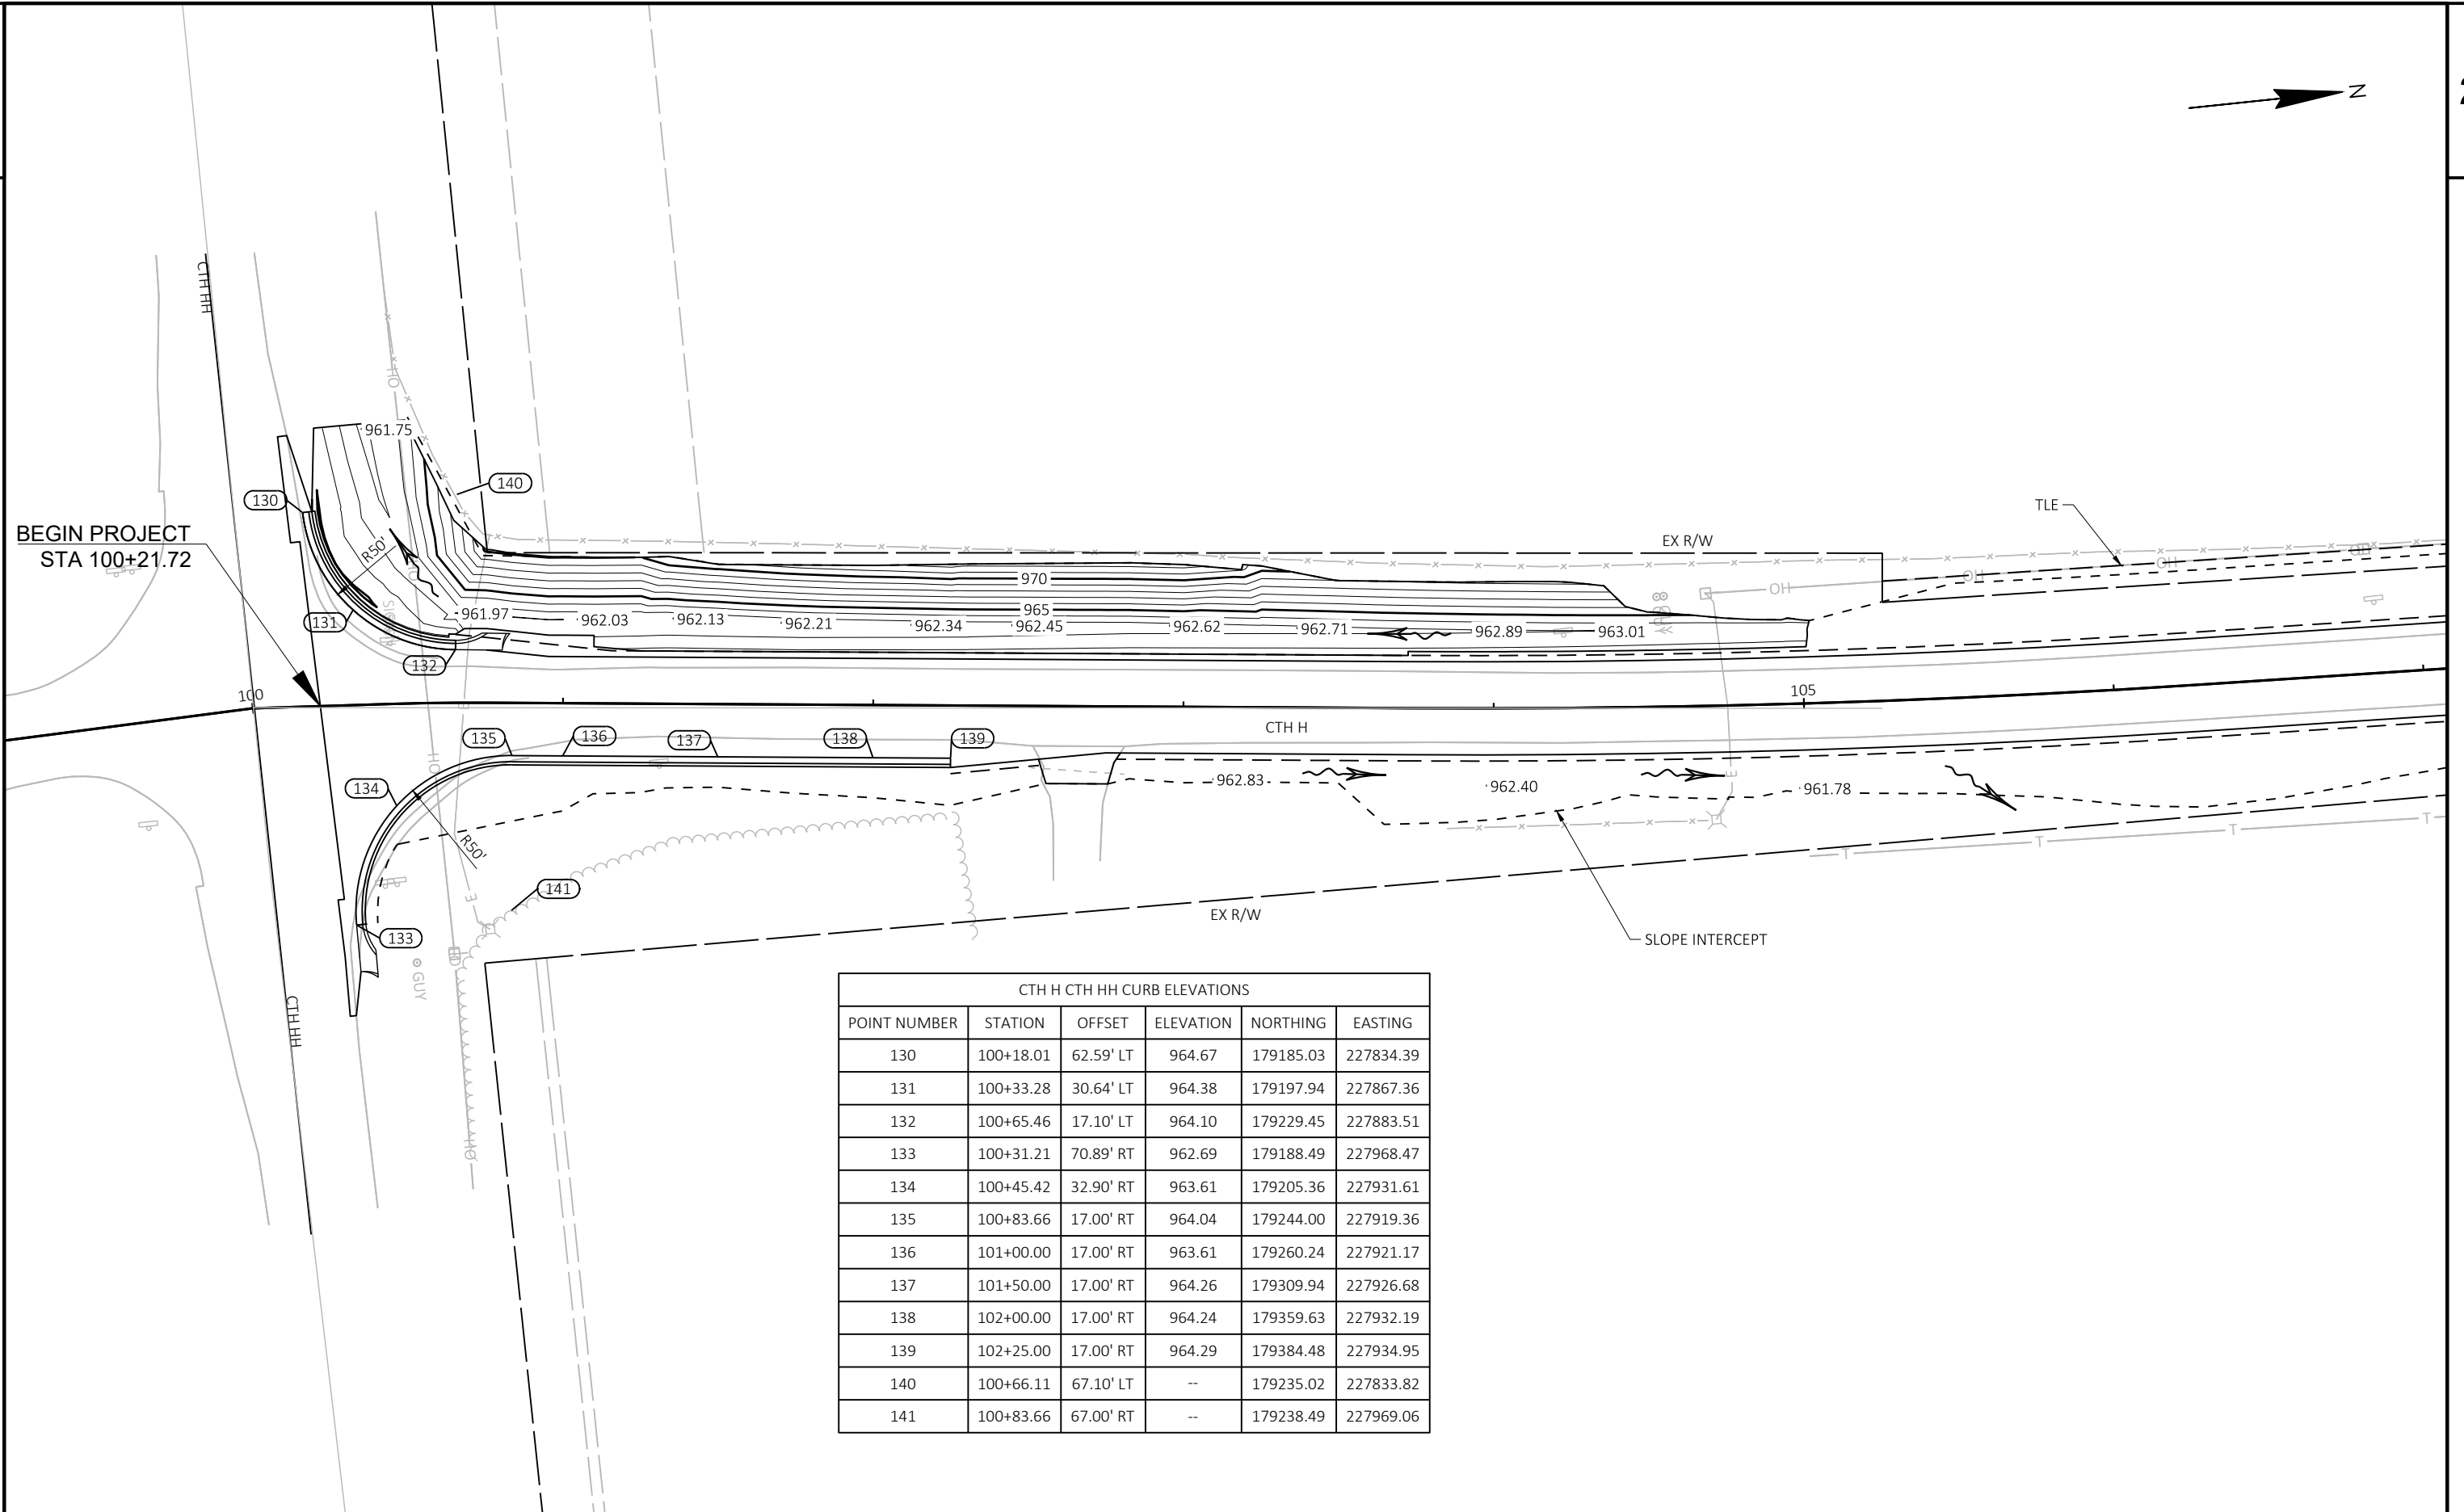 N
2
CTH HH
961.75
140
130
BEGIN PROJECT
STA 100+21.72
R50'
TLE
EX R/W
970
965
961.97
962.03
962.13
962.21
962.34
962.45
962.62
962.71
962.89
963.01
131
132
SIGN
GUY
OH
OH
OH
OH
OH
100
105
CTH H
135
136
137
138
139
134
962.83
962.40
961.78
R50'
141
133
E
E
E
T
T
T
T
EX R/W
SLOPE INTERCEPT
GUY
OH
OH
CTH HH
CTH H CTH HH CURB ELEVATIONS
POINT NUMBER STATION OFFSET ELEVATION NORTHING EASTING
130 100+18.01 62.59' LT 964.67 179185.03 227834.39
131 100+33.28 30.64' LT 964.38 179197.94 227867.36
132 100+65.46 17.10' LT 964.10 179229.45 227883.51
133 100+31.21 70.89' RT 962.69 179188.49 227968.47
134 100+45.42 32.90' RT 963.61 179205.36 227931.61
135 100+83.66 17.00' RT 964.04 179244.00 227919.36
136 101+00.00 17.00' RT 963.61 179260.24 227921.17
137 101+50.00 17.00' RT 964.26 179309.94 227926.68
138 102+00.00 17.00' RT 964.24 179359.63 227932.19
139 102+25.00 17.00' RT 964.29 179384.48 227934.95
140 100+66.11 67.10' LT -- 179235.02 227833.82
141 100+83.66 67.00' RT -- 179238.49 227969.06